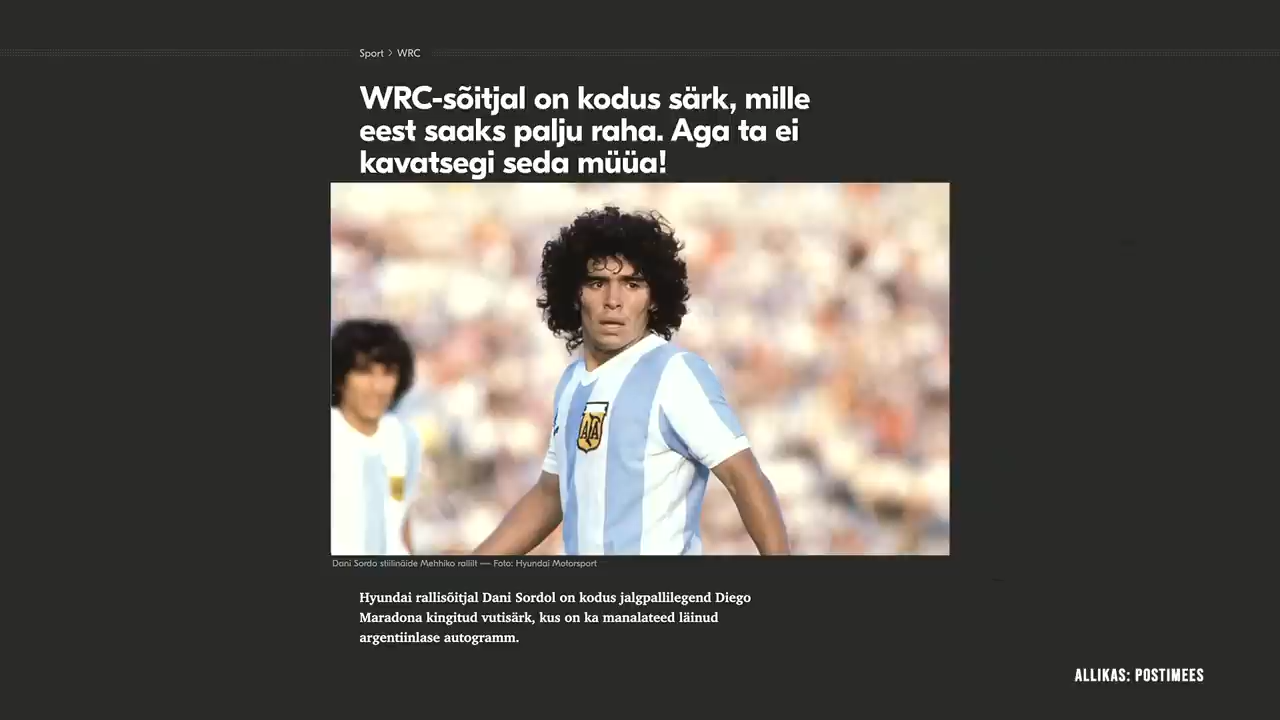 Sport > WRC
WRC-sõitjal on kodus särk, mille
eest saaks palju raha. Aga ta ei
kavatsegi seda müüa!
AFA
Dani Sordo stiilinäide Mehhiko rallilt — Foto: Hyundai Motorsport
Hyundai rallisõitjal Dani Sordol on kodus jalgpallilegend Diego
Maradona kingitud vutisärk, kus on ka manalateed läinud
argentiinlase autogramm.
ALLIKAS: POSTIMEES